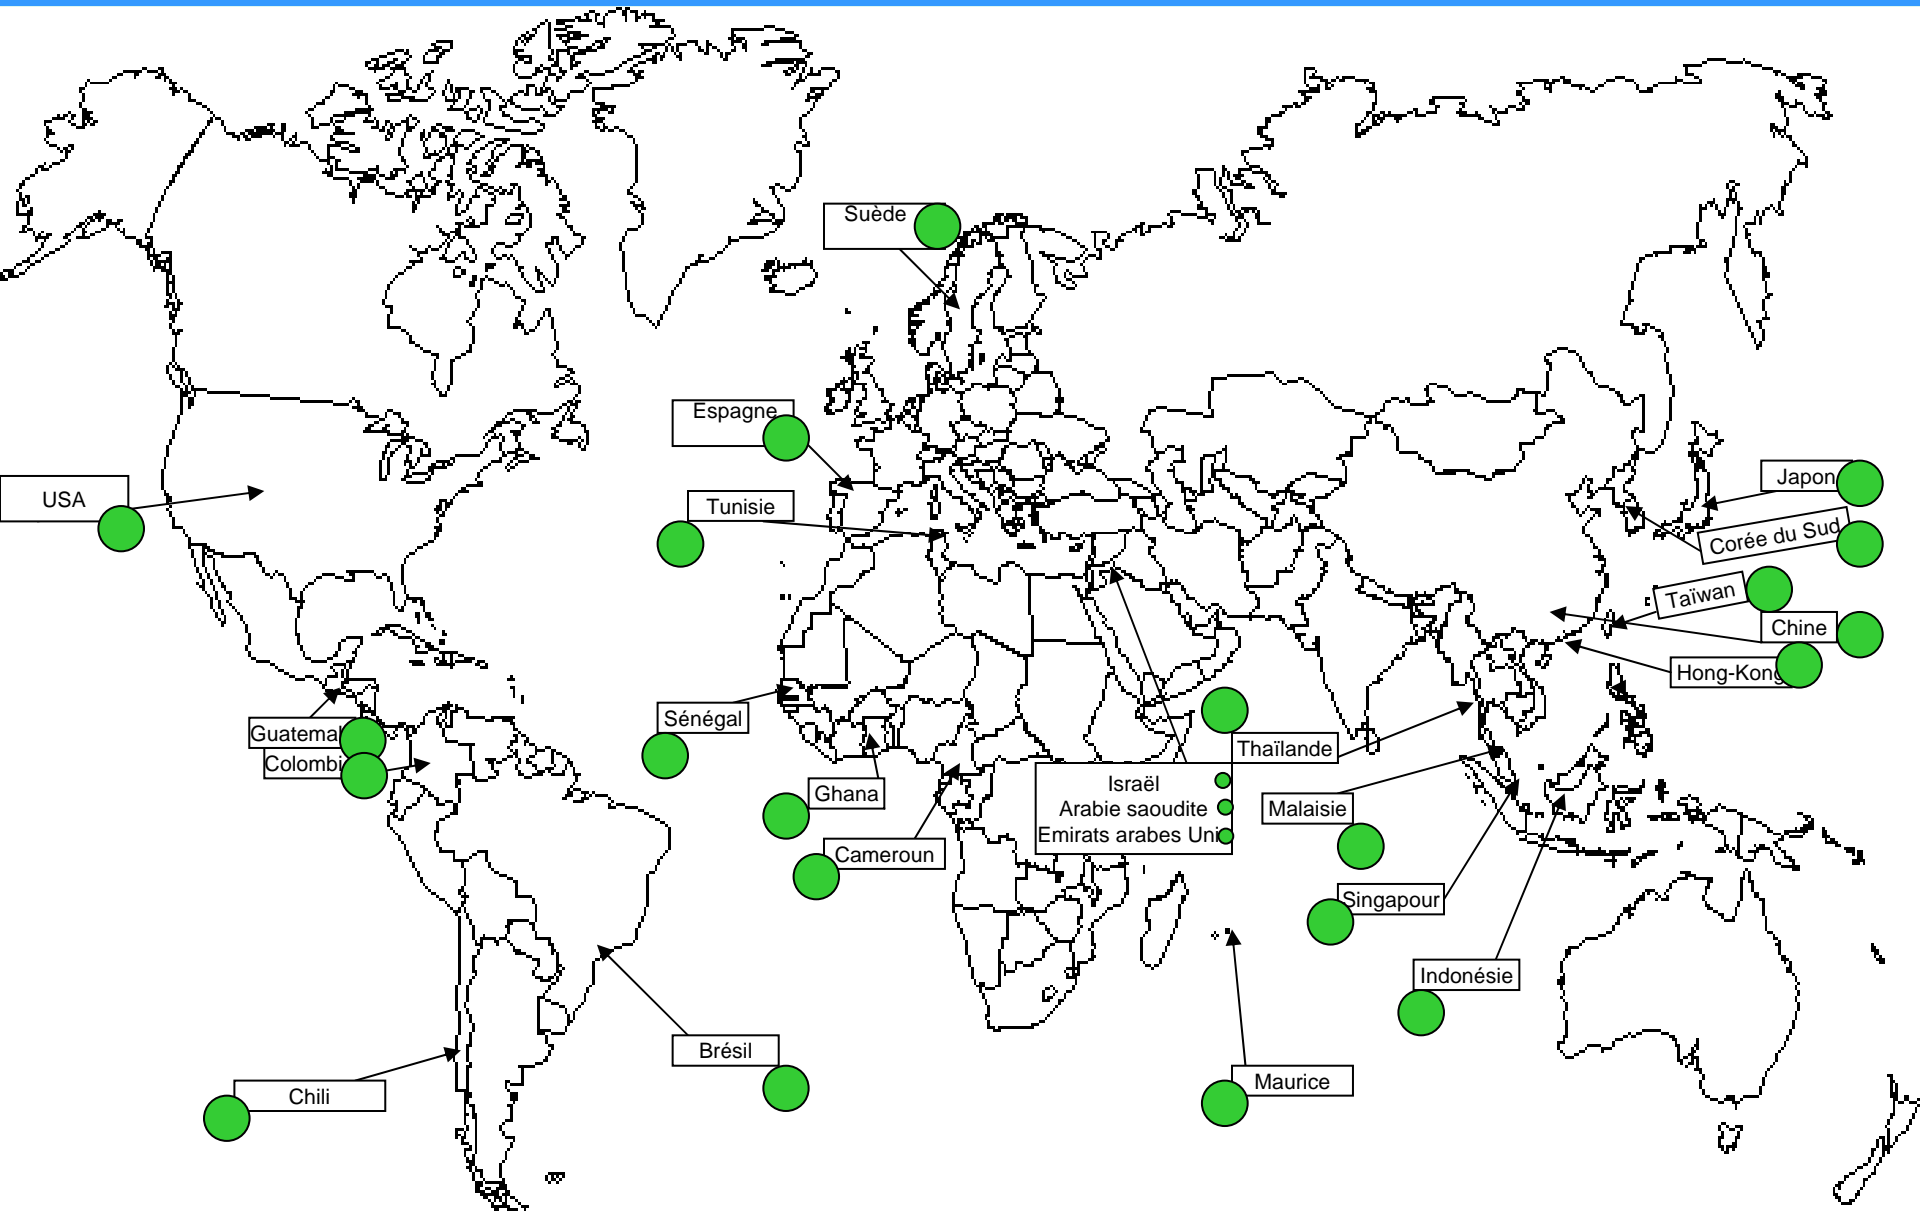 Suède
Espagne
USA
Tunisie
Japon
Corée du Sud
Taïwan
Chine
Hong-Kong
Sénégal
Guatemal
Colombi
Thaïlande
Israël
Arabie saoudite
Emirats arabes Uni
Ghana
Malaisie
Cameroun
Singapour
Indonésie
Brésil
Maurice
Chili